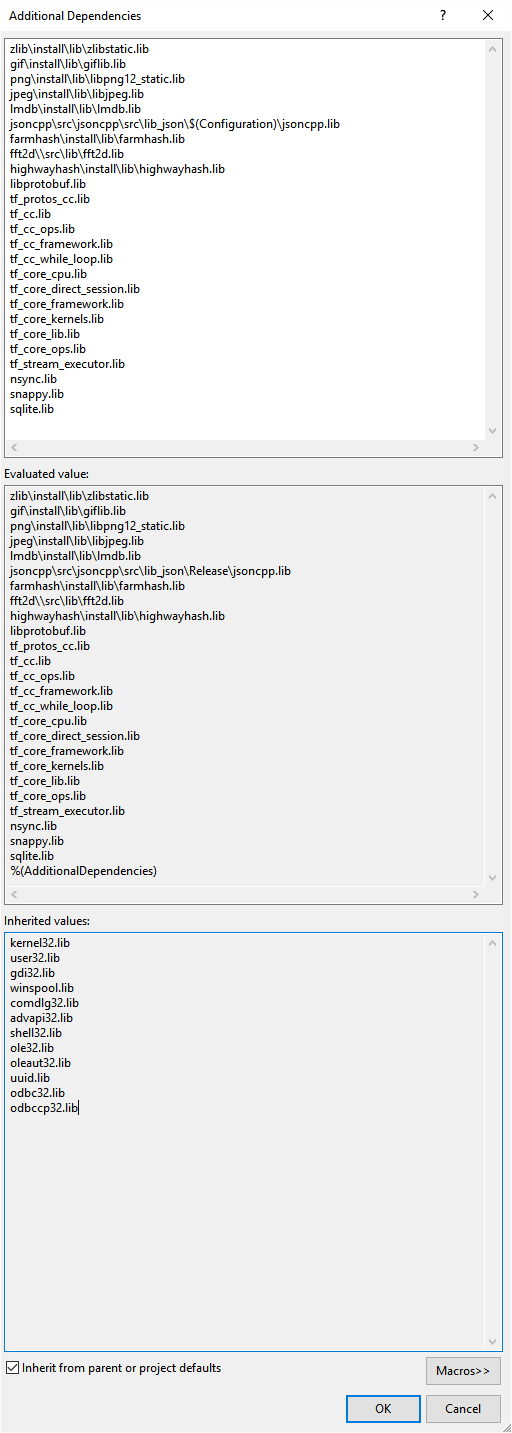 Additional Dependencies
?
zlib\install\lib\zlibstatic.lib
gif\install\lib\giflib.lib
png\install\lib\libpng12_static.lib
jpeg\install\lib\libjpeg.lib
lmdb\install\lib\lmdb.lib
jsoncpp\src\jsoncpp\src\lib_json\$(Configuration)\jsoncpp.lib
farmhash\install\lib\farmhash.lib
fft2d\\src\lib\fft2d.lib
highwayhash\install\lib\highwayhash.lib
libprotobuf.lib
tf_protos_cc.lib
tf_cc.lib
tf_cc_ops.lib
tf_cc_framework.lib
tf_cc_while_loop.lib
tf_core_cpu.lib
tf_core_direct_session.lib
tf_core_framework.lib
tf_core_kernels.lib
tf_core_lib.lib
tf_core_ops.lib
tf_stream_executor.lib
nsync.lib
snappy.lib
sqlite.lib
Evaluated value:
zlib\install\lib\zlibstatic.lib
gif\install\lib\giflib.lib
png\install\lib\libpng12_static.lib
jpeg\install\lib\libjpeg.lib
lmdb\install\lib\lmdb.lib
jsoncpp\src\jsoncpp\src\lib_json\Release\jsoncpp.lib
farmhash\install\lib\farmhash.lib
fft2d\\src\lib\fft2d.lib
highwayhash\install\lib\highwayhash.lib
libprotobuf.lib
tf_protos_cc.lib
tf_cc.lib
tf_cc_ops.lib
tf_cc_framework.lib
tf_cc_while_loop.lib
tf_core_cpu.lib
tf_core_direct_session.lib
tf_core_framework.lib
tf_core_kernels.lib
tf_core_lib.lib
tf_core_ops.lib
tf_stream_executor.lib
nsync.lib
snappy.lib
sqlite.lib
%(AdditionalDependencies)
Inherited values:
kernel32.lib
user32.lib
gdi32.lib
winspool.lib
comdlg32.lib
advapi32.lib
shell32.lib
ole32.lib
oleaut32.lib
uuid.lib
odbc32.lib
odbccp32.lib
Inherit from parent or project defaults
Macros>>
OK
Cancel